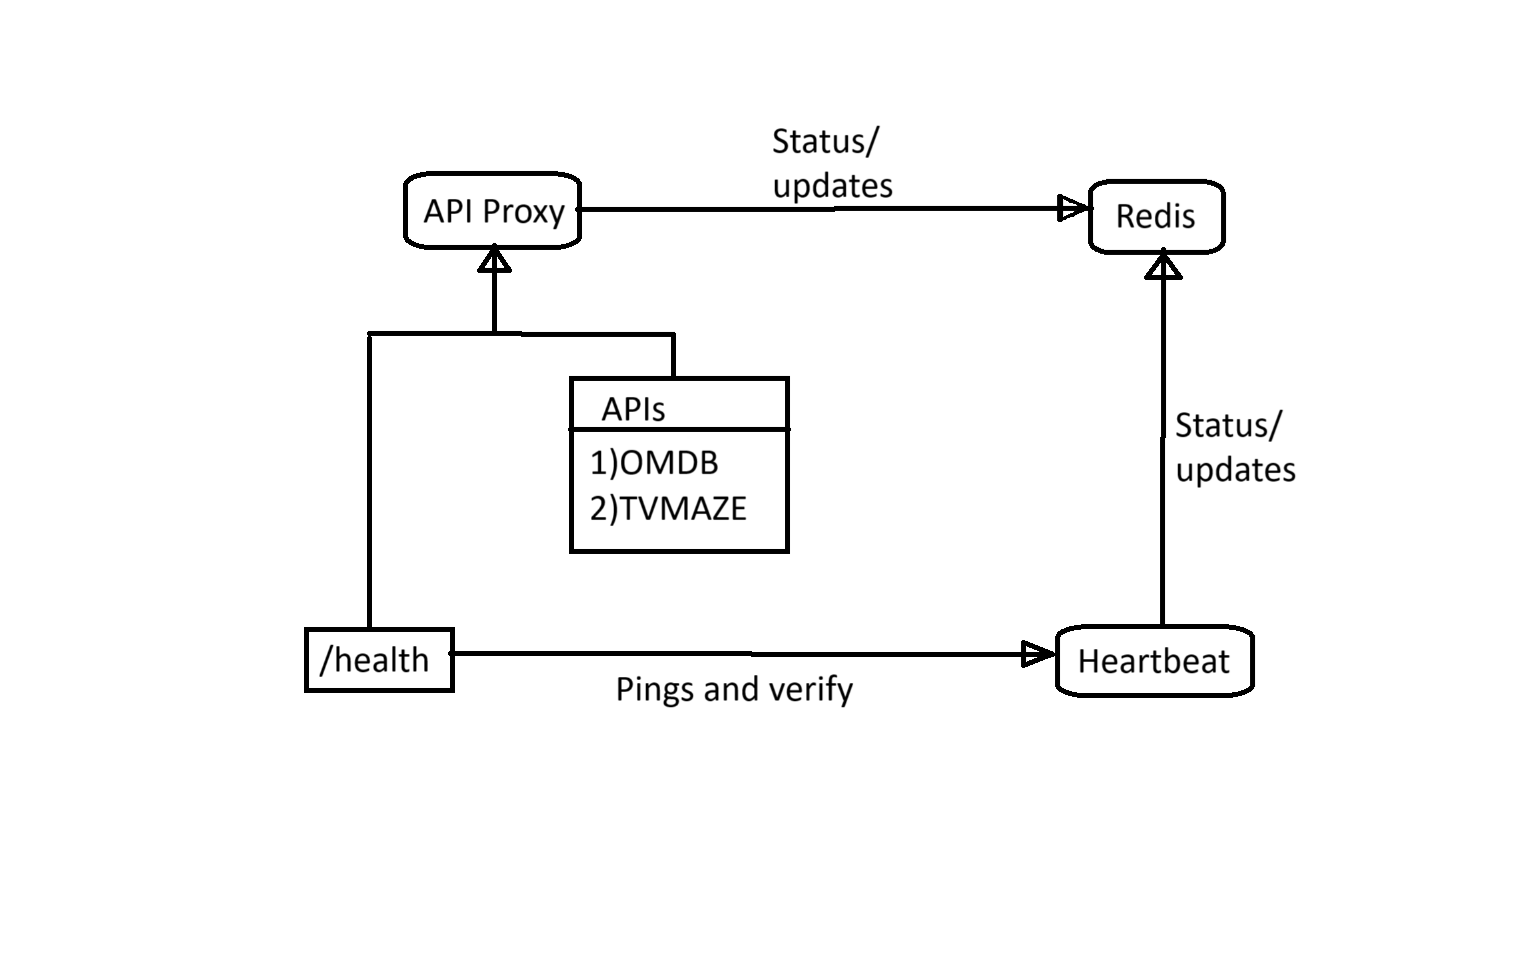 Status/
updates
API Proxy
Redis
APIs
1)OMDB
2)TVMAZE
Status/
updates
/health
Pings and verify
Heartbeat